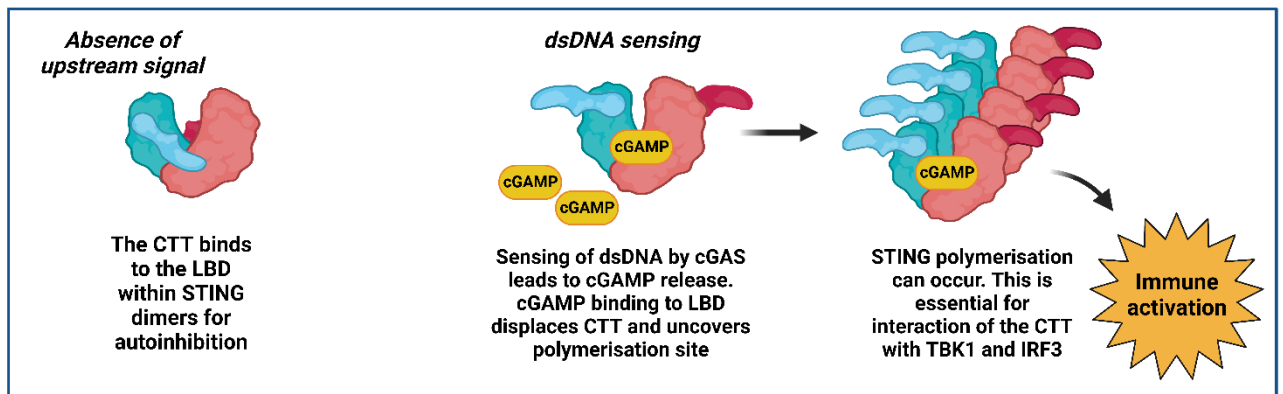 Absence of
upstream signal
The CTT binds
to the LBD
within STING
dimers for
autoinhibition
dsDNA sensing
cGAMP
cGAMP
cGAMP
Sensing of dsDNA by cGAS
leads to cGAMP release.
cGAMP binding to LBD
displaces CTT and uncovers
polymerisation site
cGAMP
STING polymerisation
can occur. This is
essential for
interaction of the CTT
with TBK1 and IRF3
Immune
activation